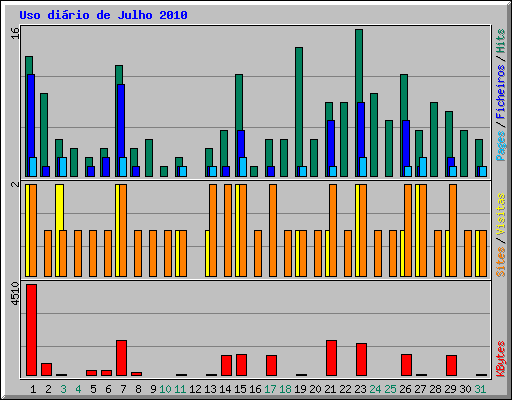 Uso diário de Julho 2010
16
Pages / Ficheiros / Hits
2
Sites / Visitas
4510
KBytes
1 2 3 4 5 6 7 8 9 10 11 12 13 14 15 16 17 18 19 20 21 22 23 24 25 26 27 28 29 30 31